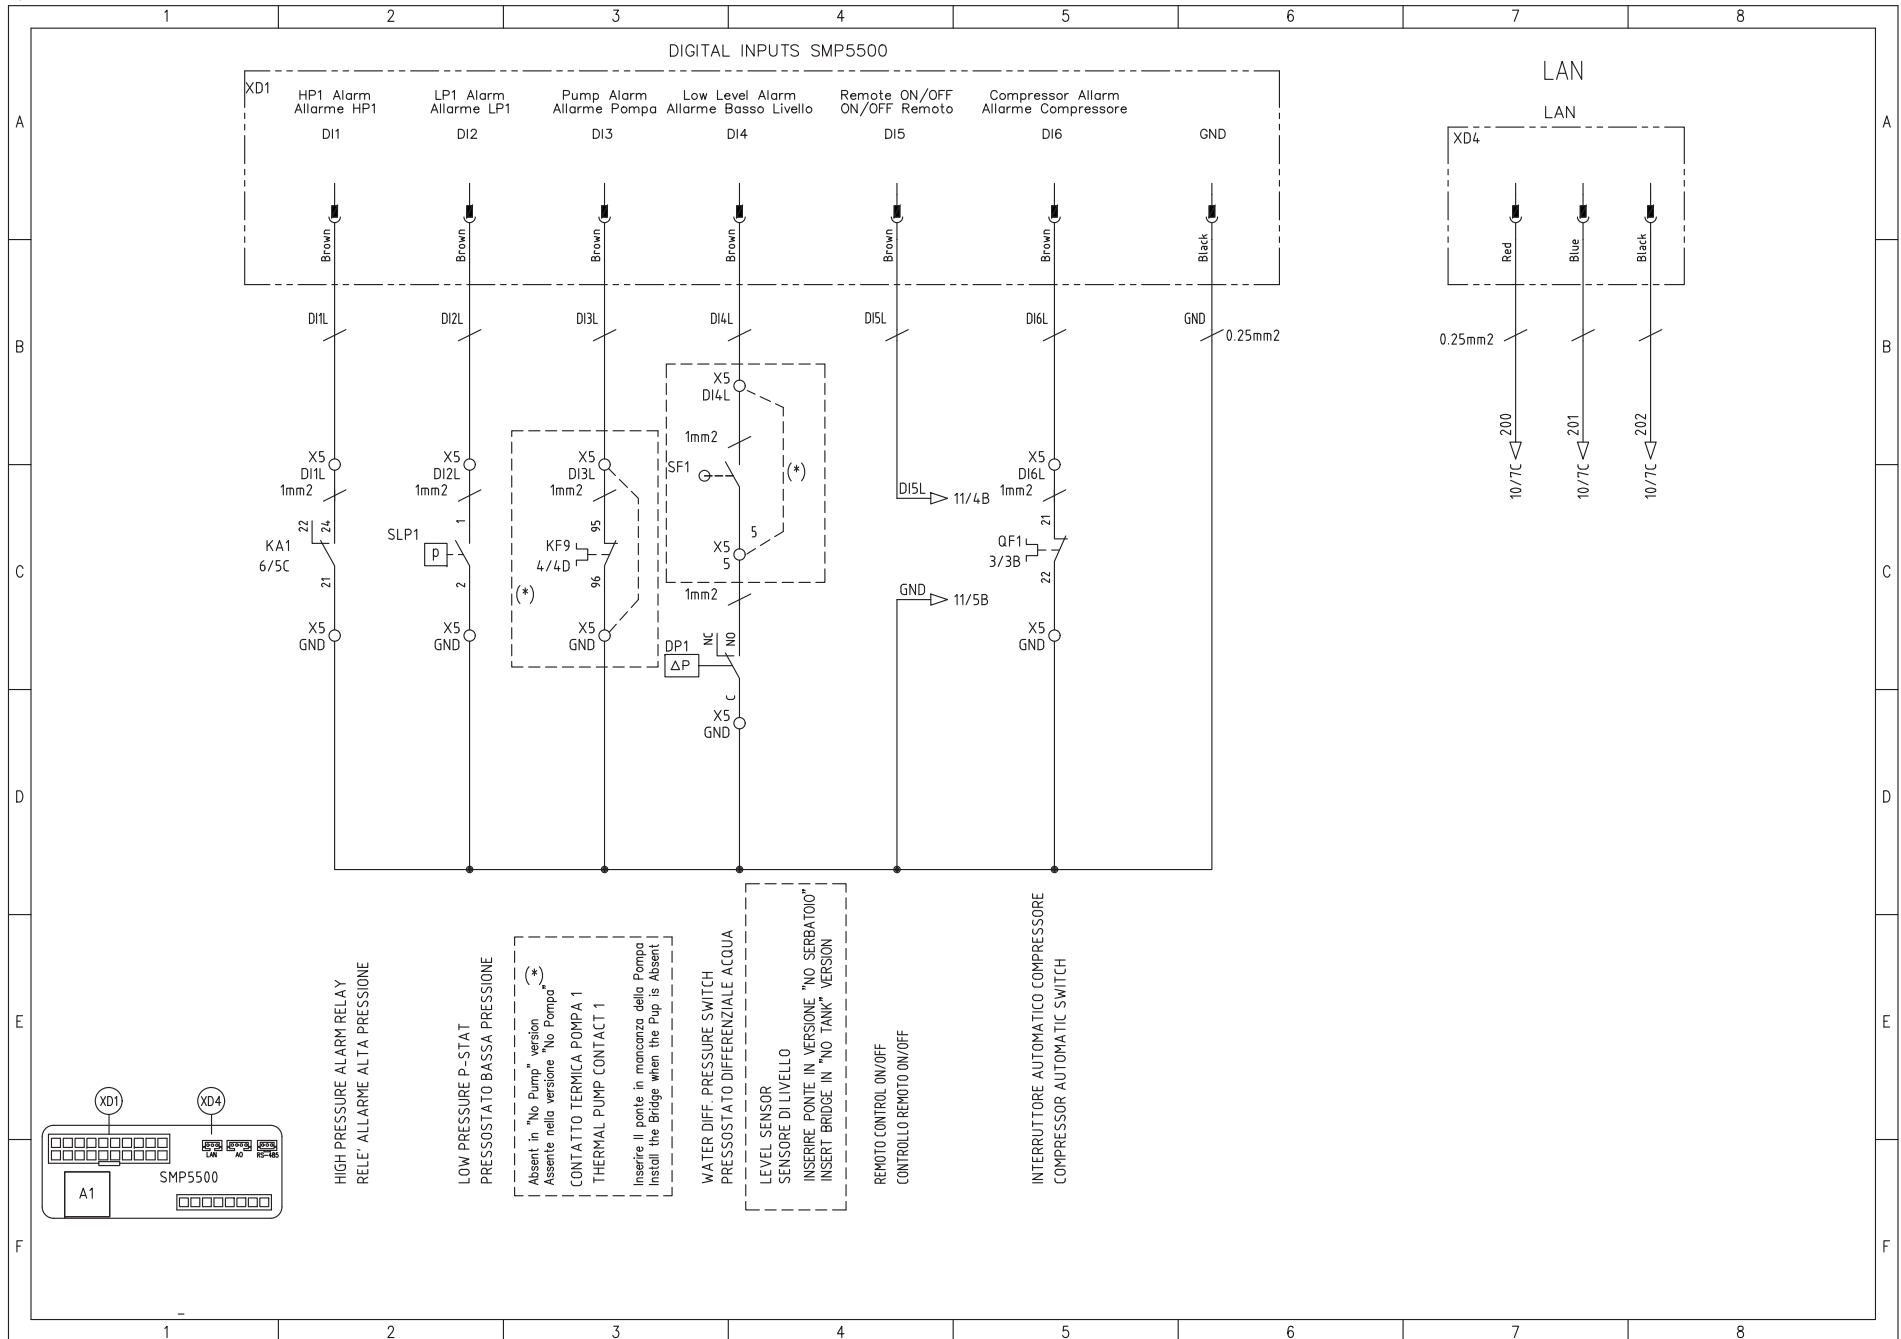 1 2 3 4 5 6 7 8
DIGITAL INPUTS SMP5500
LAN
XD1
HP1 Alarm
Allarme HP1
DI1
LP1 Alarm
Allarme LP1
DI2
Pump Alarm
Allarme Pompa
DI3
Low Level Alarm
Allarme Basso Livello
DI4
Remote ON/OFF
ON/OFF Remoto
DI5
Compressor Allarm
Allarme Compressore
DI6
GND
LAN
XD4
A
A
Brown
Brown
Brown
Brown
Brown
Brown
Black
Red
Blue
Black
DI1L
DI2L
DI3L
DI4L
DI5L
DI6L
GND
0.25mm2
0.25mm2
B
B
X5
DI4L
1mm2
SF1
(*)
5
X5
5
1mm2
200
201
202
10/7C
10/7C
10/7C
X5
DI1L
1mm2
22
24
KA1
6/5C
21
X5
GND
X5
DI2L
1mm2
1
SLP1
P
2
X5
GND
X5
DI3L
1mm2
95
KF9
4/4D
96
(*)
X5
GND
DP1
ΔP
NC
NO
C
X5
GND
DI5L
11/4B
GND
11/5B
X5
DI6L
1mm2
21
QF1
3/3B
22
X5
GND
C
C
D
D
HIGH PRESSURE ALARM RELAY
RELE' ALLARME ALTA PRESSIONE
LOW PRESSURE P-STAT
PRESSOSTATO BASSA PRESSIONE
(*)
Absent in "No Pump" version
Assente nella versione "No Pompa"
CONTATTO TERMICA POMPA 1
THERMAL PUMP CONTACT 1
Inserire Il ponte in mancanza della Pompa
Install the Bridge when the Pup is Absent
WATER DIFF. PRESSURE SWITCH
PRESSOSTATO DIFFERENZIALE ACQUA
LEVEL SENSOR
SENSORE DI LIVELLO
INSERIRE PONTE IN VERSIONE "NO SERBATOIO"
INSERT BRIDGE IN "NO TANK" VERSION
REMOTO CONTROL ON/OFF
CONTROLLO REMOTO ON/OFF
INTERRUTTORE AUTOMATICO COMPRESSORE
COMPRESSOR AUTOMATIC SWITCH
E
E
XD1
XD4
LAN
AO
RS-485
SMP5500
A1
F
F
1 2 3 4 5 6 7 8